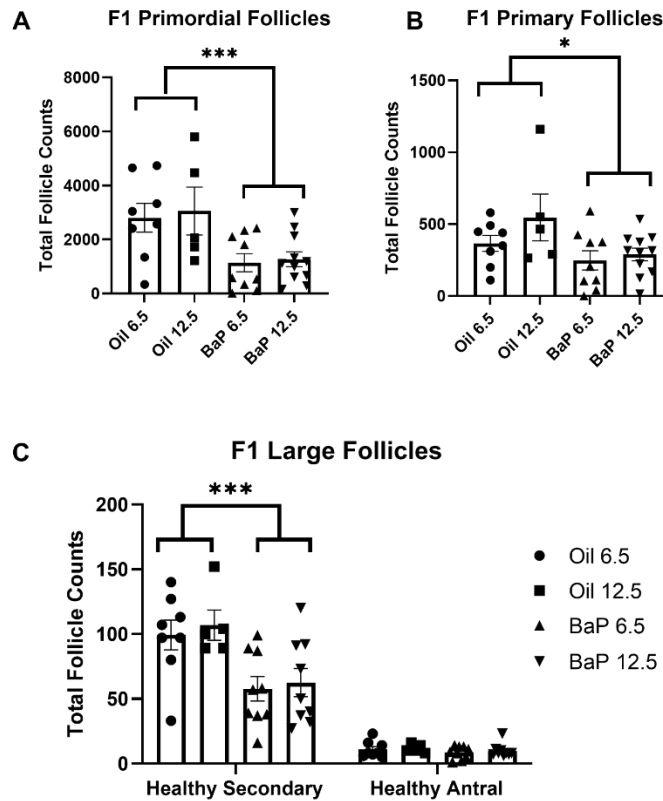 A
F1 Primordial Follicles
***
Total Follicle Counts
8000
6000
4000
2000
0
Oil 6.5
Oil 12.5
BaP 6.5
BaP 12.5
B
F1 Primary Follicles
*
Total Follicle Counts
1500
1000
500
0
Oil 6.5
Oil 12.5
BaP 6.5
BaP 12.5
C
F1 Large Follicles
***
Total Follicle Counts
200
150
100
50
0
Healthy Secondary
Healthy Antral
Oil 6.5
Oil 12.5
BaP 6.5
BaP 12.5